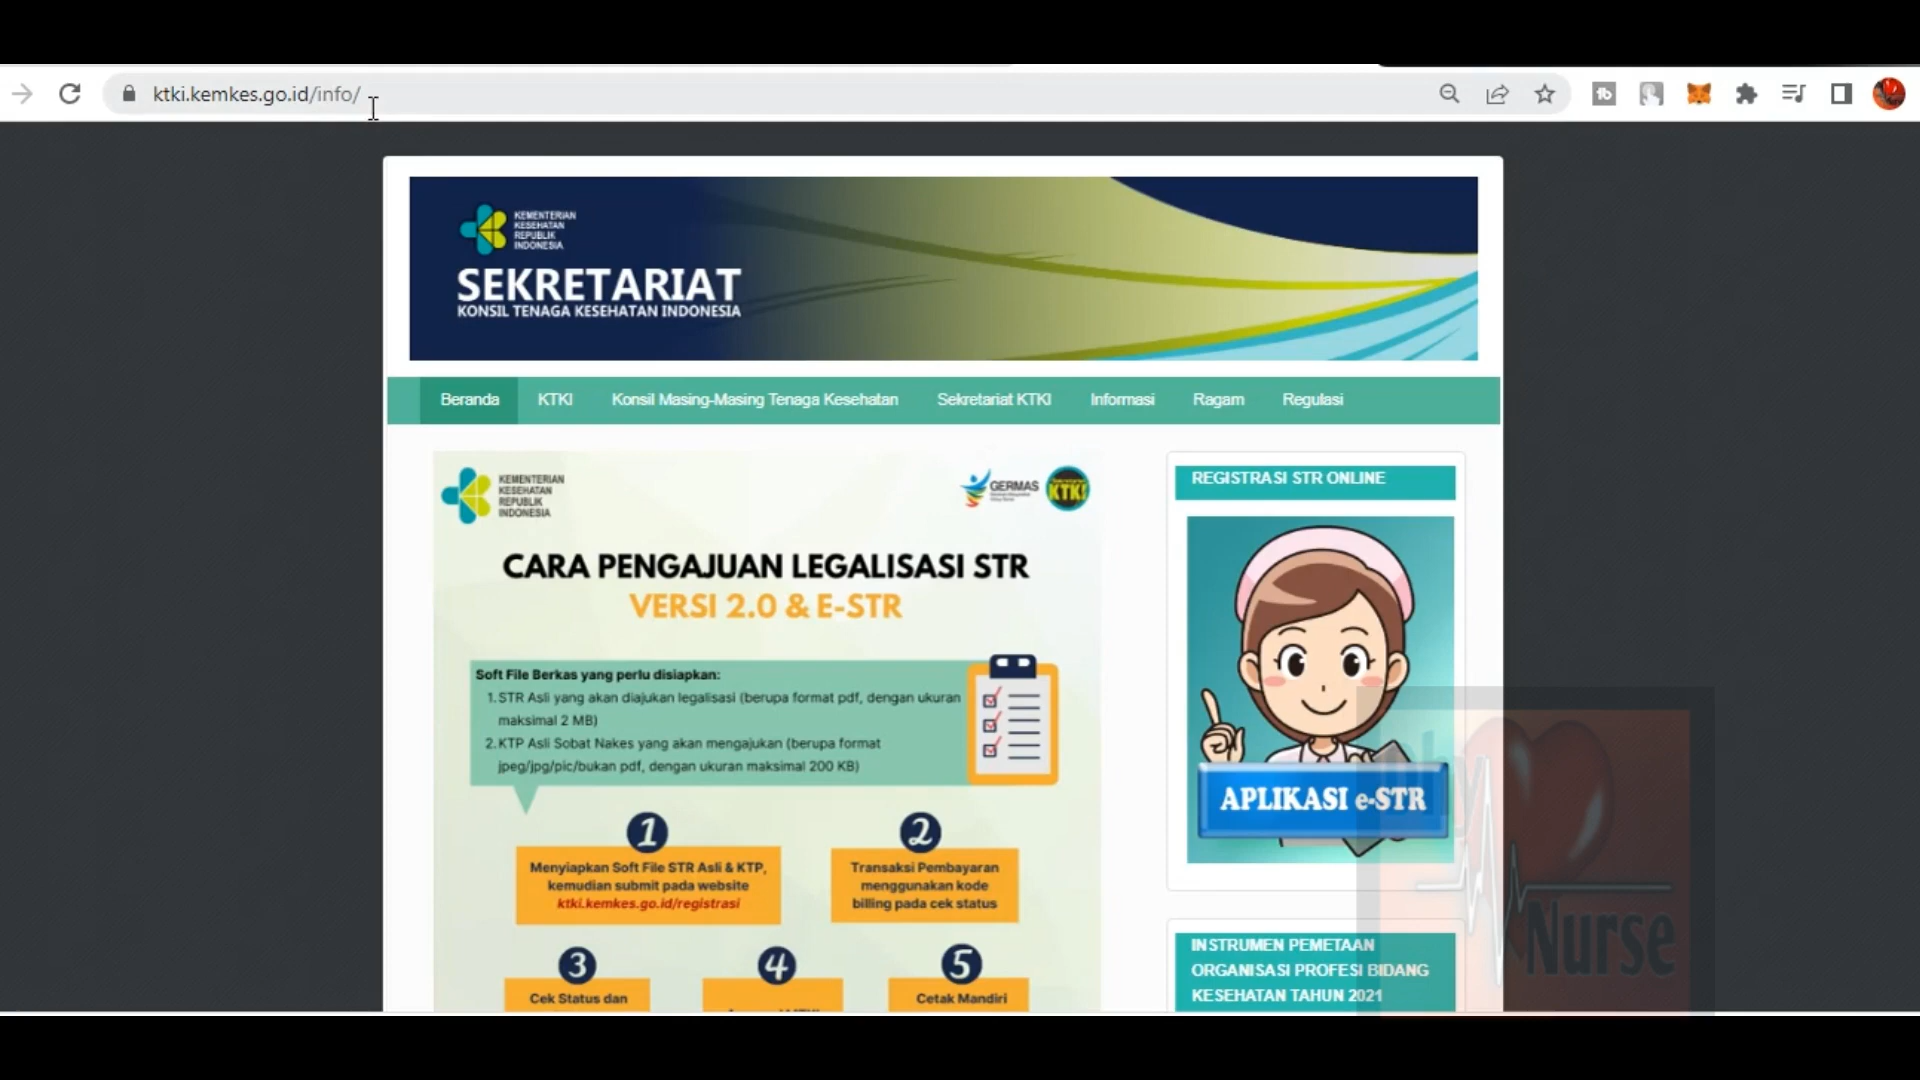 ktki.kemkes.go.id/info/
KEMENTERIAN
KESEHATAN
REPUBLIK
INDONESIA
SEKRETARIAT
KONSIL TENAGA KESEHATAN INDONESIA
Beranda KTKI Konsil Masing-Masing Tenaga Kesehatan Sekretariat KTKI Informasi Ragam Regulasi
KEMENTERIAN
KESEHATAN
REPUBLIK
INDONESIA
GERMAS
KTKI
CARA PENGAJUAN LEGALISASI STR
VERSI 2.0 & E-STR
Soft File Berkas yang perlu disiapkan:
1. STR Asli yang akan diajukan legalisasi (berupa format pdf, dengan ukuran
maksimal 2 MB)
2. KTP Asli Sobat Nakes yang akan mengajukan (berupa format
jpeg/jpg/pic/bukan pdf, dengan ukuran maksimal 200 KB)
1
Menyiapkan Soft File STR Asli & KTP,
kemudian submit pada website
ktki.kemkes.go.id/registrasi
2
Transaksi Pembayaran
menggunakan kode
billing pada cek status
3
Cek Status dan
4
5
Cetak Mandiri
REGISTRASI STR ONLINE
APLIKASI e-STR
INSTRUMEN PEMETAAN
ORGANISASI PROFESI BIDANG
KESEHATAN TAHUN 2021
Nurse